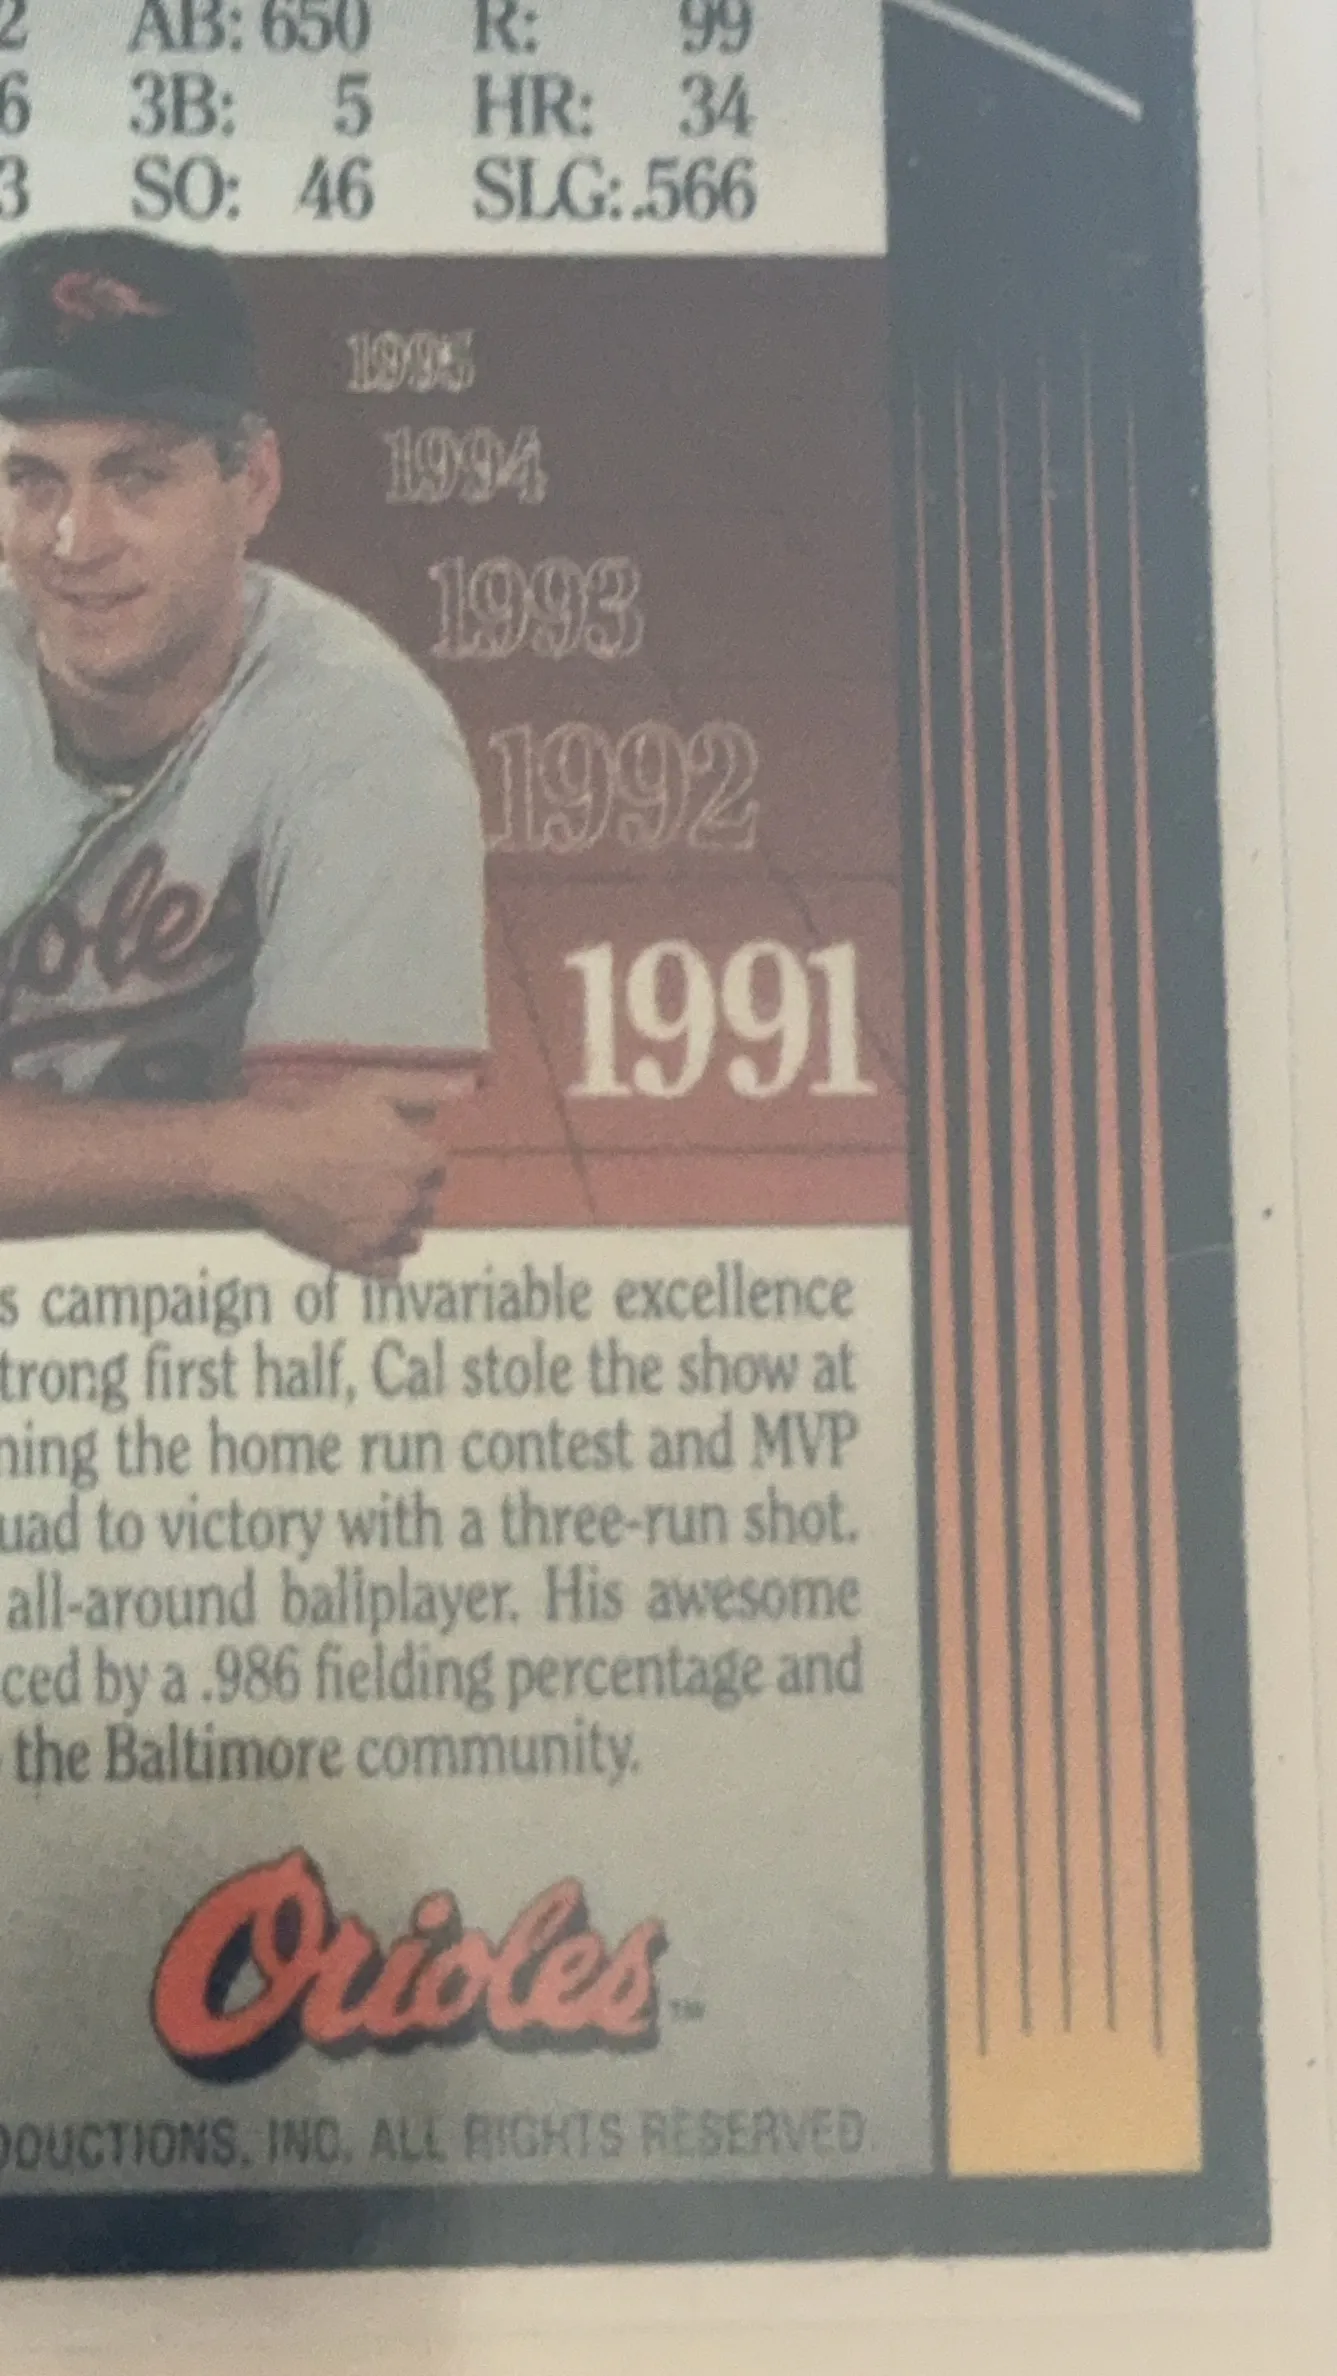 2 AB: 650 R: 99
6 3B: 5 HR: 34
3 SO: 46 SLG: .566
1995
1994
1993
1992
1991
s campaign of invariable excellence
trong first half, Cal stole the show at
ning the home run contest and MVP
uad to victory with a three-run shot.
all-around ballplayer. His awesome
ced by a .986 fielding percentage and
the Baltimore community.
Orioles™
ODUCTIONS, INC. ALL RIGHTS RESERVED.